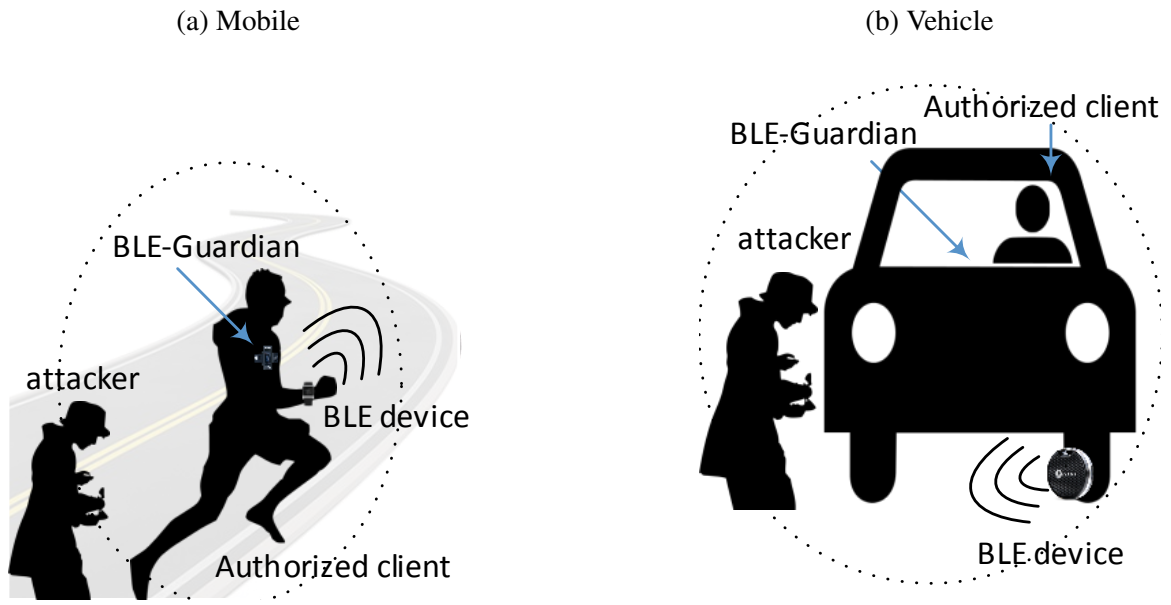 (a) Mobile
BLE-Guardian
attacker
BLE device
Authorized client
(b) Vehicle
Authorized client
BLE-Guardian
attacker
BLE device